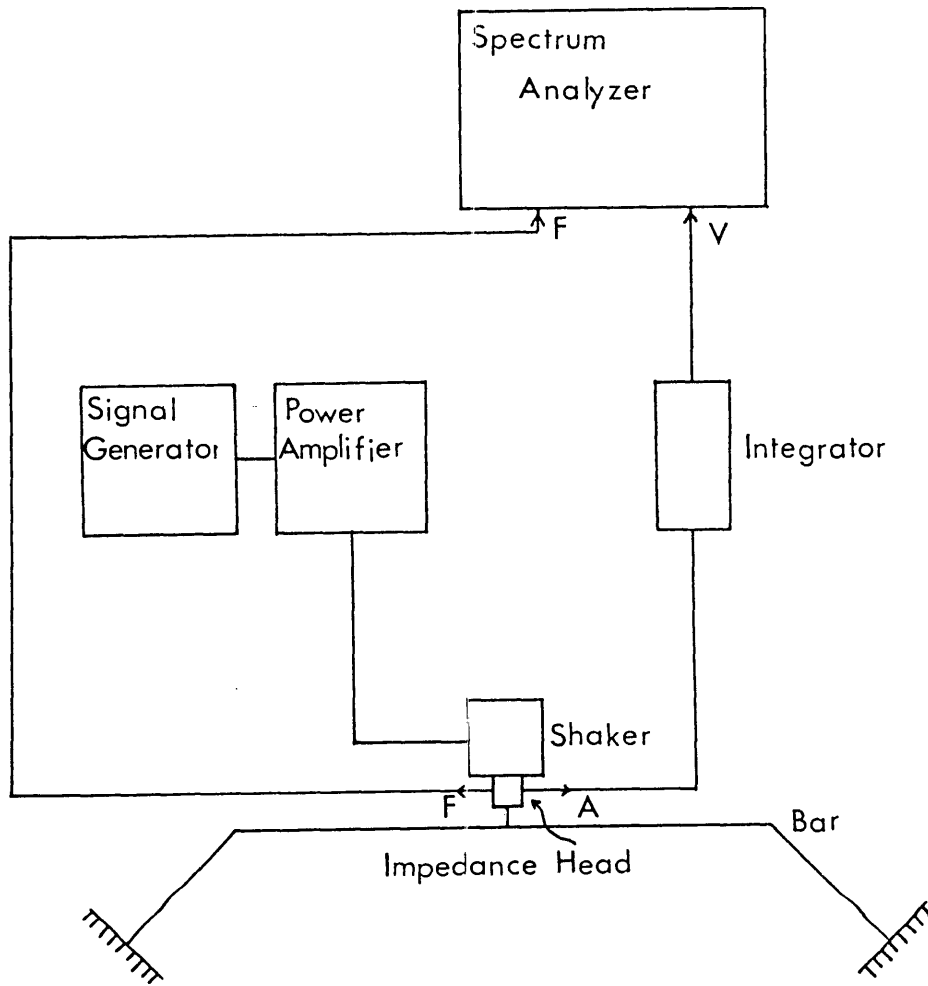 Spectrum
Analyzer
F
V
Signal
Generator
Power
Amplifier
Integrator
Shaker
F
A
Bar
Impedance Head